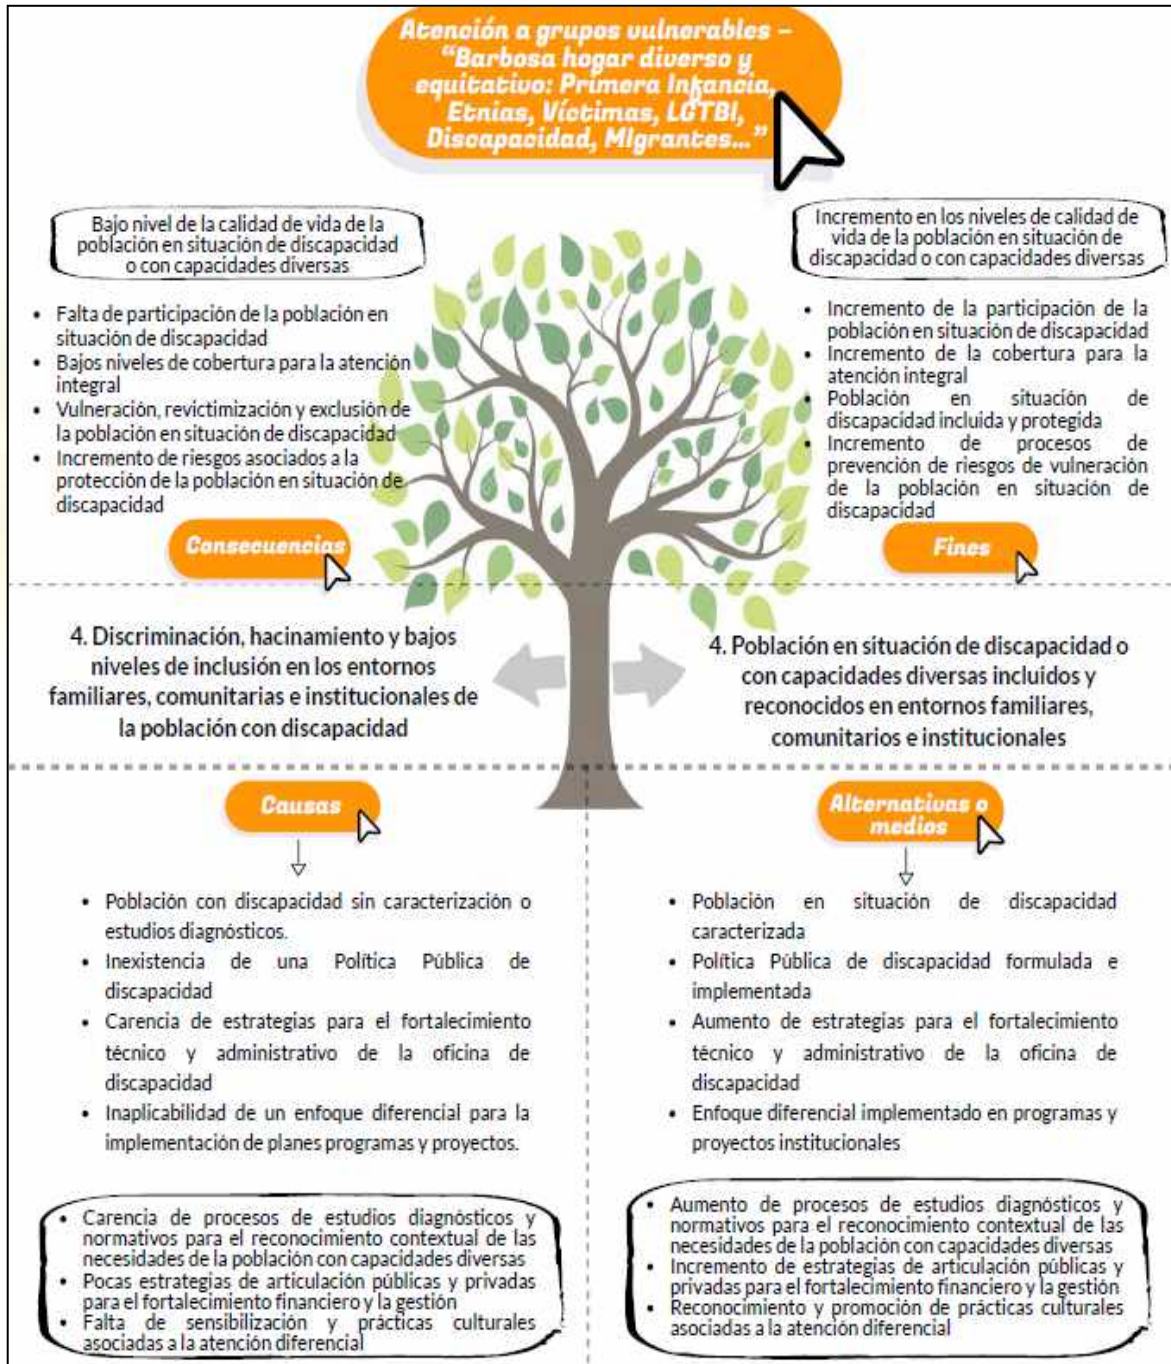 Atención a grupos vulnerables –
“Barbosa hogar diverso y
equitativo: Primera Infancia,
Etnias, Víctimas, LGTBI,
Discapacidad, MIgrantes...”
Bajo nivel de la calidad de vida de la
población en situación de discapacidad
o con capacidades diversas
• Falta de participación de la población en
situación de discapacidad
• Bajos niveles de cobertura para la atención
integral
• Vulneración, revictimización y exclusión de
la población en situación de discapacidad
• Incremento de riesgos asociados a la
protección de la población en situación de
discapacidad
Consecuencias
Incremento en los niveles de calidad de
vida de la población en situación de
discapacidad o con capacidades diversas
• Incremento de la participación de la
población en situación de discapacidad
• Incremento de la cobertura para la
atención integral
• Población en situación de
discapacidad incluida y protegida
• Incremento de procesos de
prevención de riesgos de vulneración
de la población en situación de
discapacidad
Fines
4. Discriminación, hacinamiento y bajos
niveles de inclusión en los entornos
familiares, comunitarias e institucionales de
la población con discapacidad
4. Población en situación de discapacidad o
con capacidades diversas incluidos y
reconocidos en entornos familiares,
comunitarios e institucionales
Causas
• Población con discapacidad sin caracterización o
estudios diagnósticos.
• Inexistencia de una Política Pública de
discapacidad
• Carencia de estrategias para el fortalecimiento
técnico y administrativo de la oficina de
discapacidad
• Inaplicabilidad de un enfoque diferencial para la
implementación de planes programas y proyectos.
• Carencia de procesos de estudios diagnósticos y
normativos para el reconocimiento contextual de las
necesidades de la población con capacidades diversas
• Pocas estrategias de articulación públicas y privadas
para el fortalecimiento financiero y la gestión
• Falta de sensibilización y prácticas culturales
asociadas a la atención diferencial
Alternativas o
medios
• Población en situación de discapacidad
caracterizada
• Política Pública de discapacidad formulada e
implementada
• Aumento de estrategias para el fortalecimiento
técnico y administrativo de la oficina de
discapacidad
• Enfoque diferencial implementado en programas y
proyectos institucionales
• Aumento de procesos de estudios diagnósticos y
normativos para el reconocimiento contextual de las
necesidades de la población con capacidades diversas
• Incremento de estrategias de articulación públicas y
privadas para el fortalecimiento financiero y la gestión
• Reconocimiento y promoción de prácticas culturales
asociadas a la atención diferencial